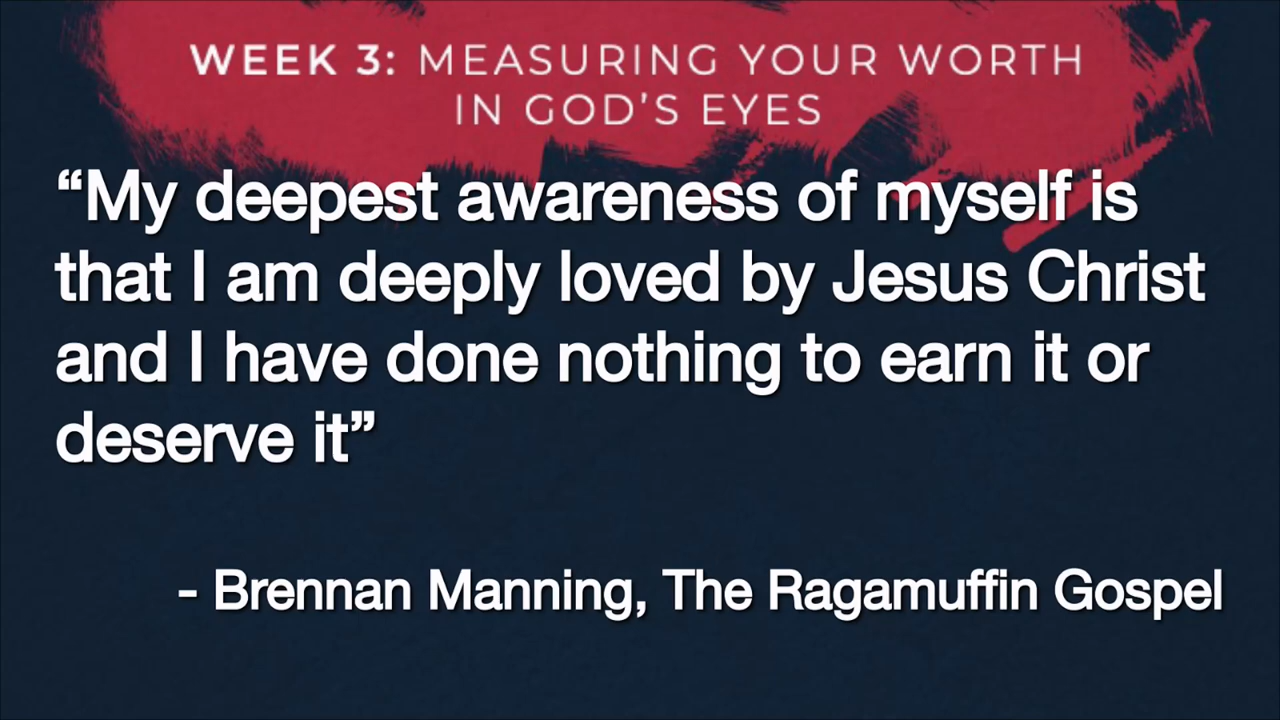 WEEK 3: MEASURING YOUR WORTH
IN GOD'S EYES
“My deepest awareness of myself is
that I am deeply loved by Jesus Christ
and I have done nothing to earn it or
deserve it”
- Brennan Manning, The Ragamuffin Gospel